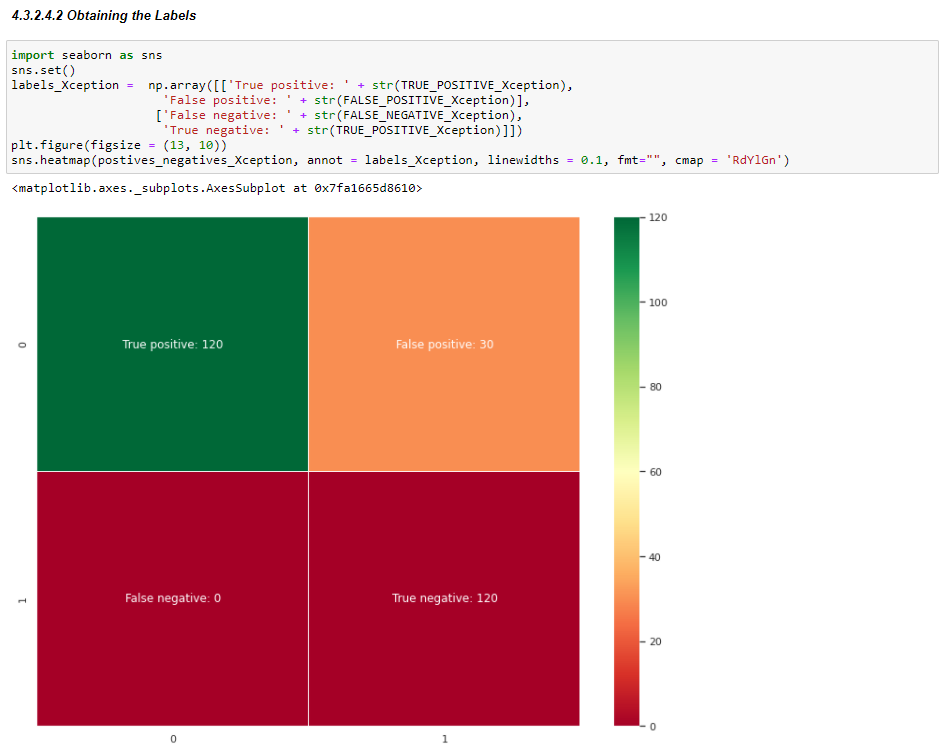 4.3.2.4.2 Obtaining the Labels
import seaborn as sns
sns.set()
labels_Xception = np.array([['True positive: ' + str(TRUE_POSITIVE_Xception),
'False positive: ' + str(FALSE_POSITIVE_Xception)],
['False negative: ' + str(FALSE_NEGATIVE_Xception),
'True negative: ' + str(TRUE_POSITIVE_Xception)]])
plt.figure(figsize = (13, 10))
sns.heatmap(postives_negatives_Xception, annot = labels_Xception, linewidths = 0.1, fmt="", cmap = 'RdYlGn')
<matplotlib.axes._subplots.AxesSubplot at 0x7fa1665d8610>
120
100
80
60
40
20
0
0
True positive: 120
False positive: 30
1
False negative: 0
True negative: 120
0
1